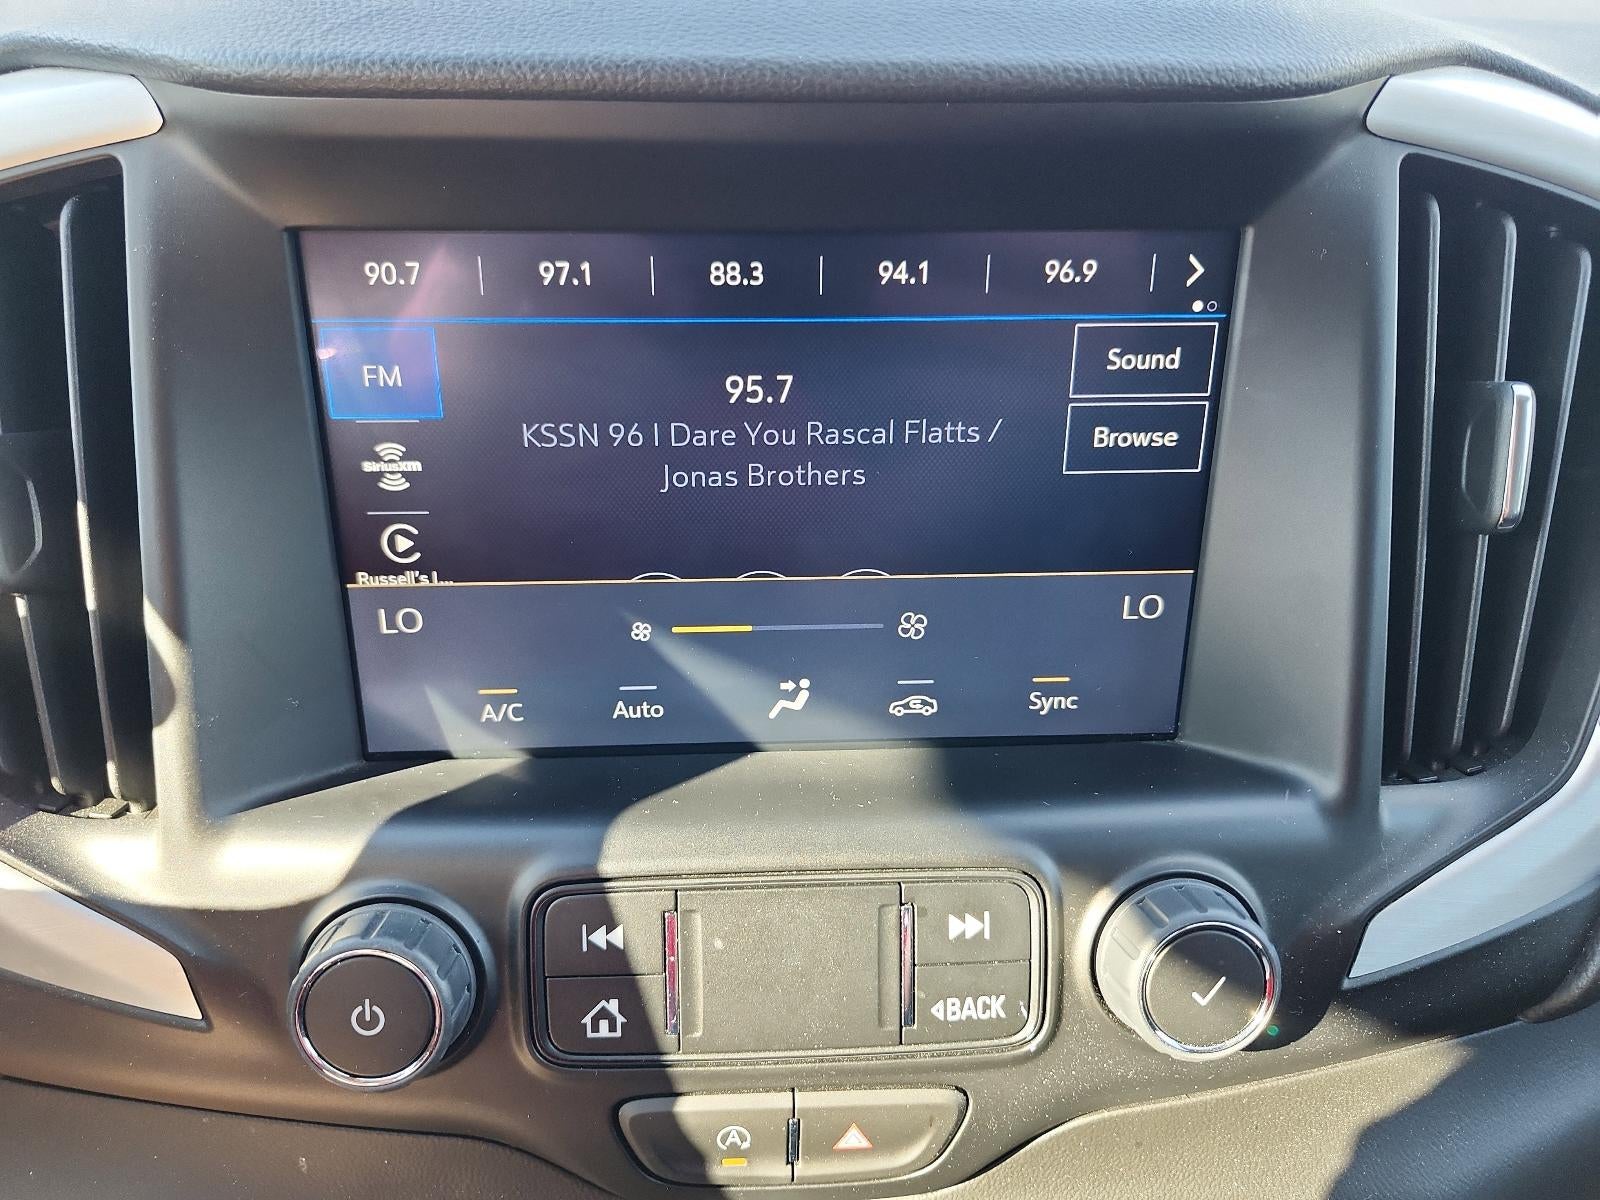 90.7 97.1 88.3 94.1 96.9
FM
95.7
Sound
KSSN 96 I Dare You Rascal Flatts /
Jonas Brothers
Browse
SiriusXM
Russell's I...
LO
LO
A/C
Auto
Sync
BACK
A